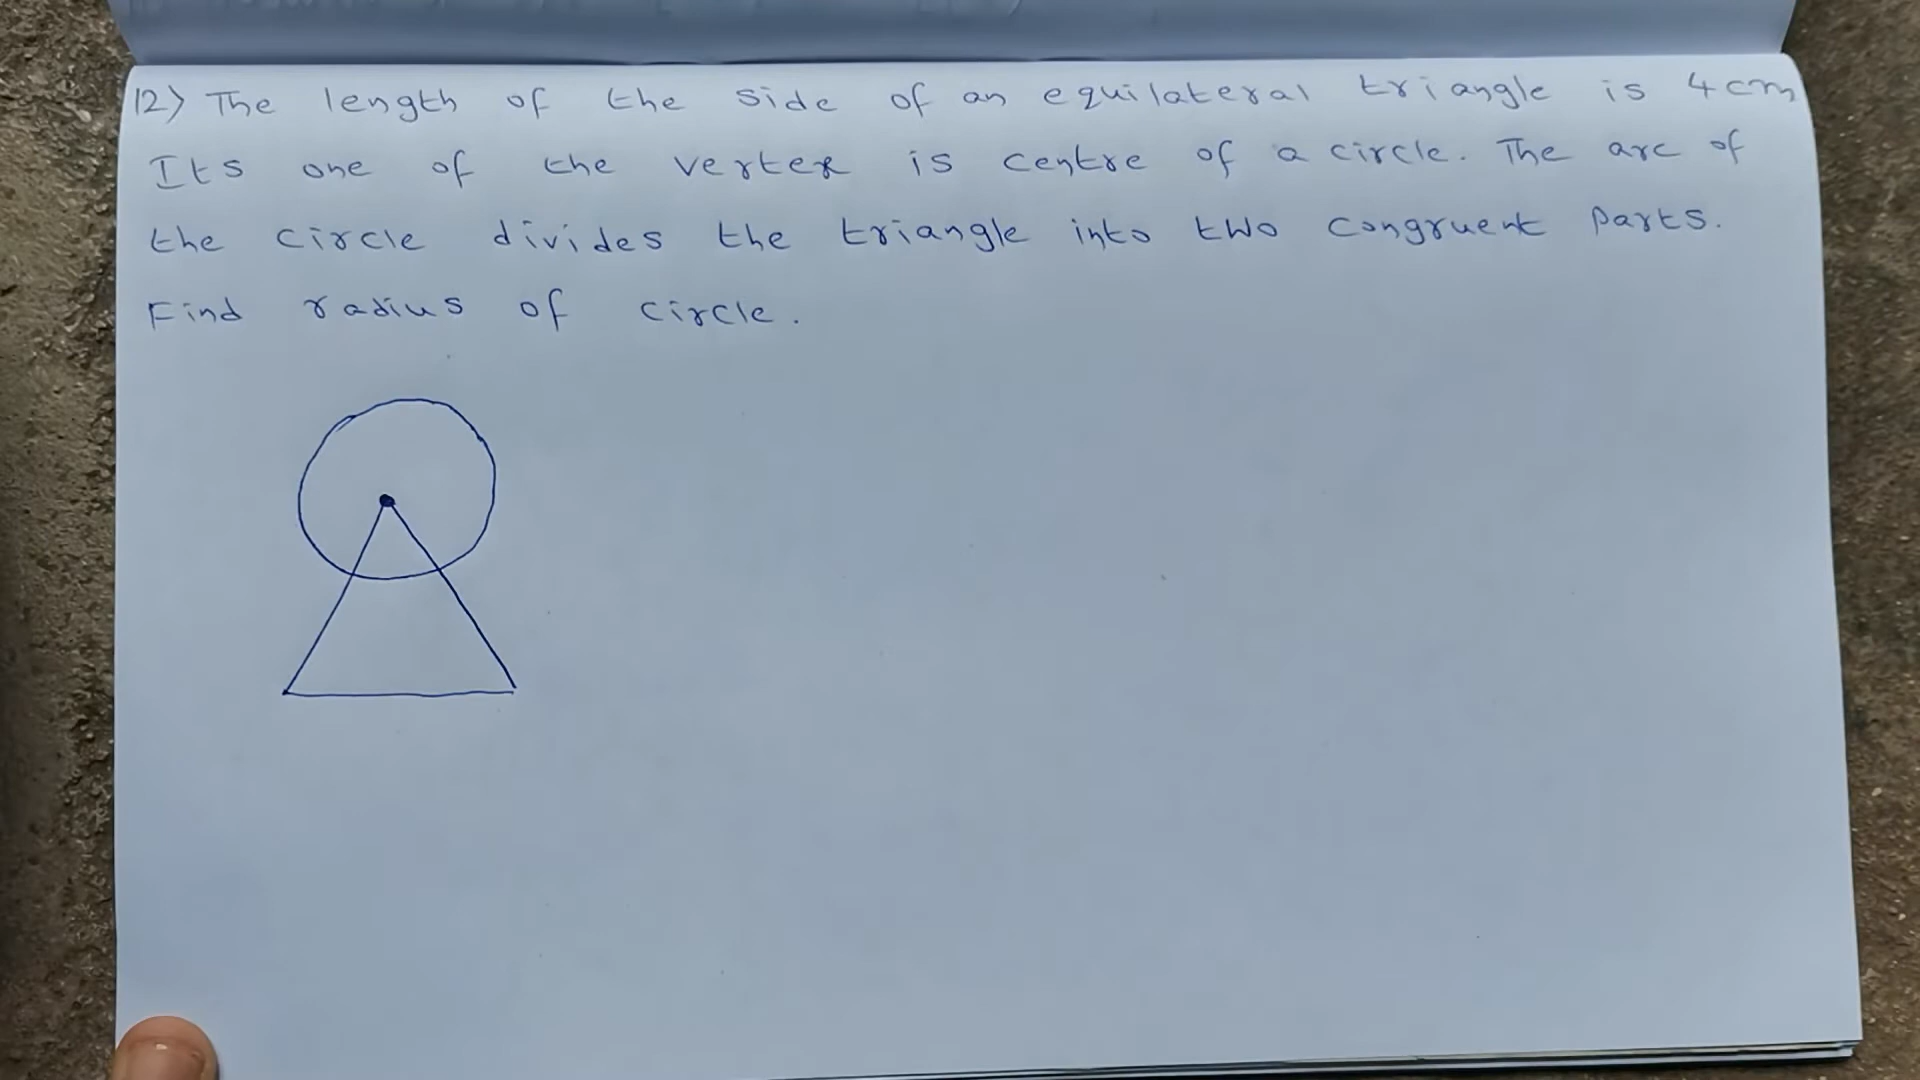 12) The length of the side of an equilateral triangle is 4cm
Its one of the vertex is centre of a circle. The arc of
the circle divides the triangle into two congruent parts.
Find radius of circle.